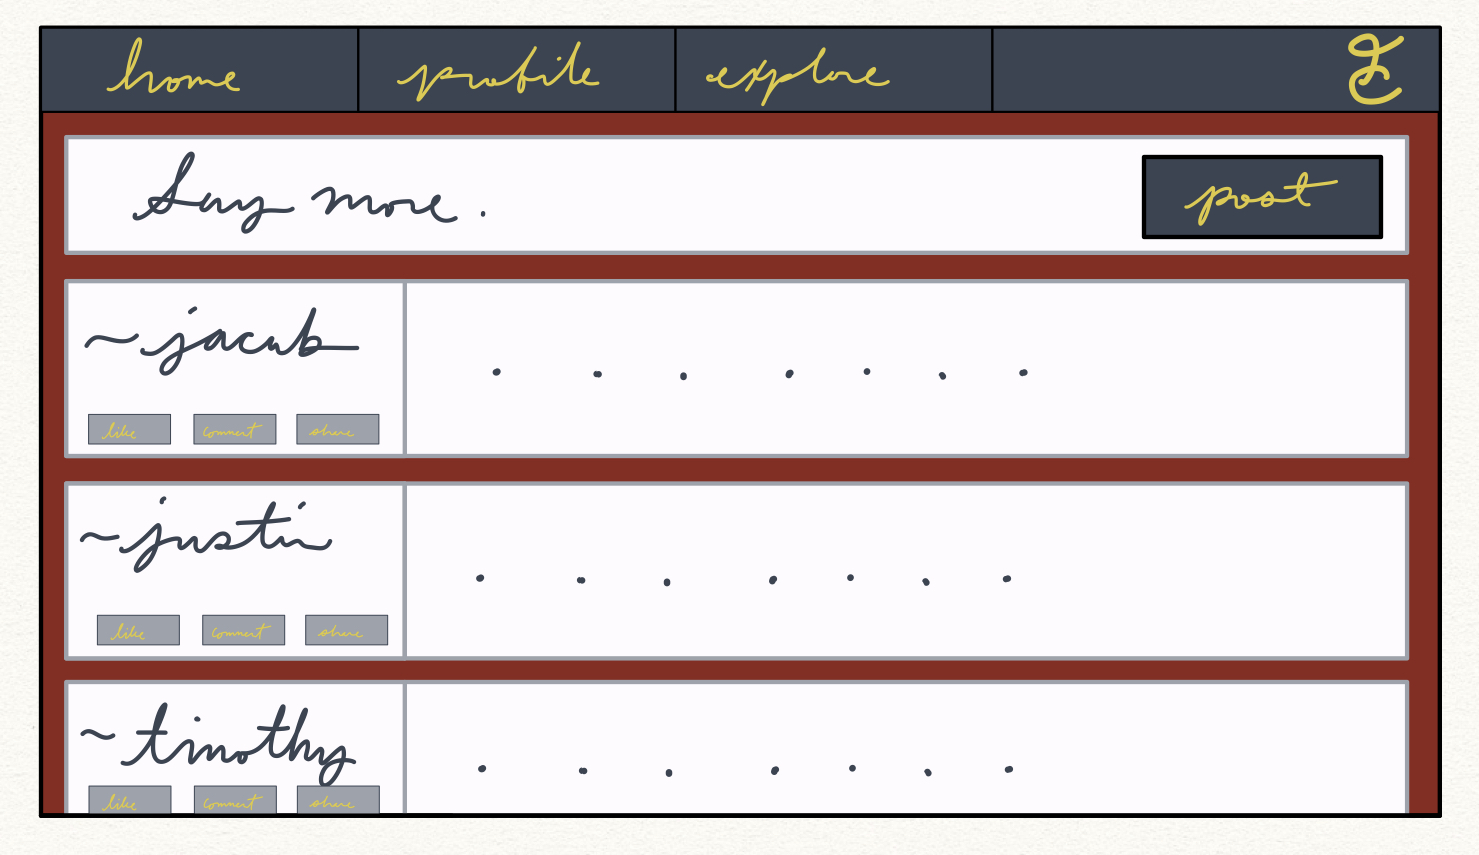 home profile explore
Say more.
post
~jacub
like comment share
. . . . . . .
~justin
like comment share
. . . . . . .
~timothy
like comment share
. . . . . . .